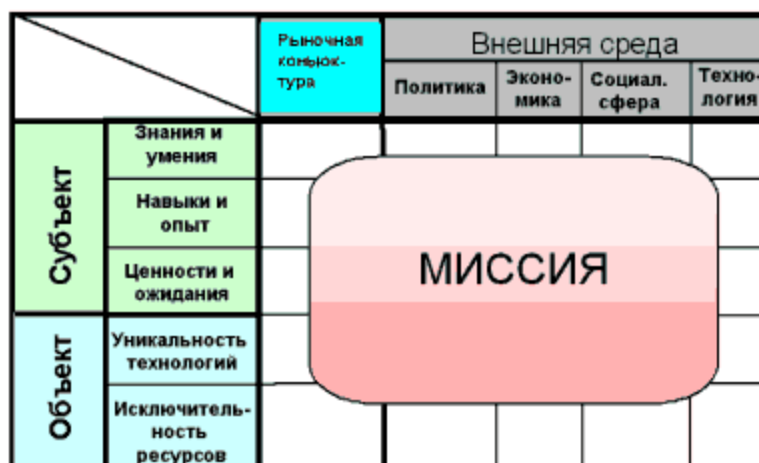 Рыночная
коньюк-
тура
Внешняя среда
Политика
Эконо-
мика
Социал.
сфера
Техно-
логия
Субъект
Знания и
умения
Навыки и
опыт
Ценности и
ожидания
МИССИЯ
Объект
Уникальность
технологий
Исключитель-
ность
ресурсов